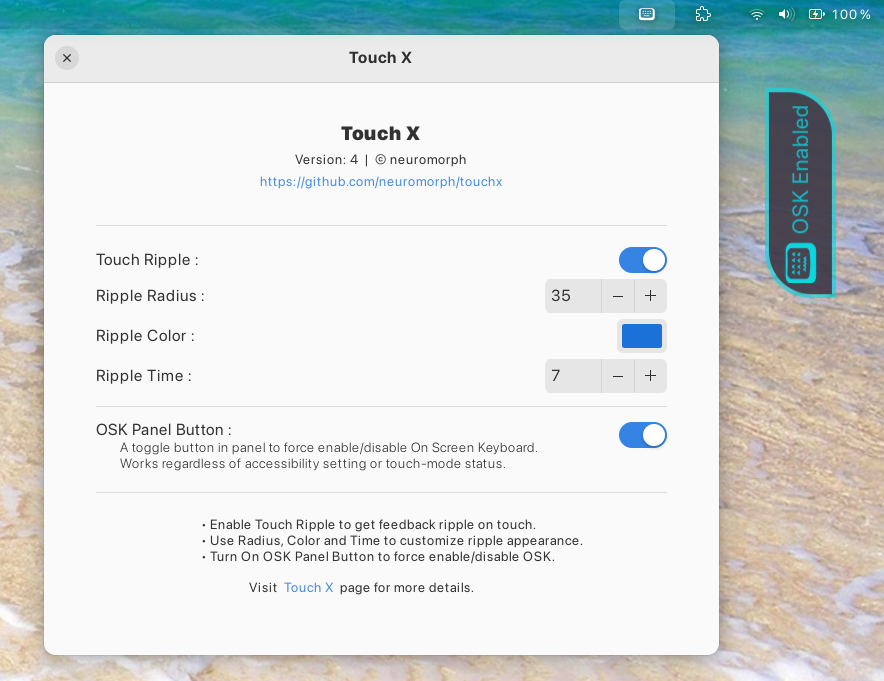 100%
Touch X
Touch X
Version: 4 | © neuromorph
https://github.com/neuromorph/touchx
Touch Ripple :
Ripple Radius :
35
Ripple Color :
Ripple Time :
7
OSK Panel Button :
A toggle button in panel to force enable/disable On Screen Keyboard.
Works regardless of accessibility setting or touch-mode status.
• Enable Touch Ripple to get feedback ripple on touch.
• Use Radius, Color and Time to customize ripple appearance.
• Turn On OSK Panel Button to force enable/disable OSK.
Visit Touch X page for more details.
OSK Enabled